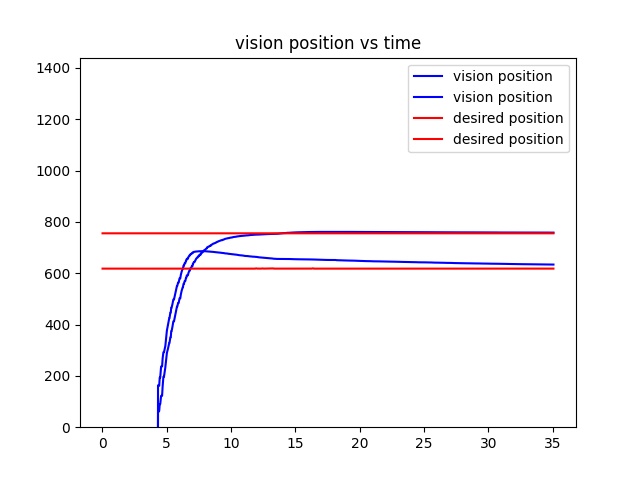 vision position vs time
1400
1200
1000
800
600
400
200
0
vision position
vision position
desired position
desired position
0 5 10 15 20 25 30 35